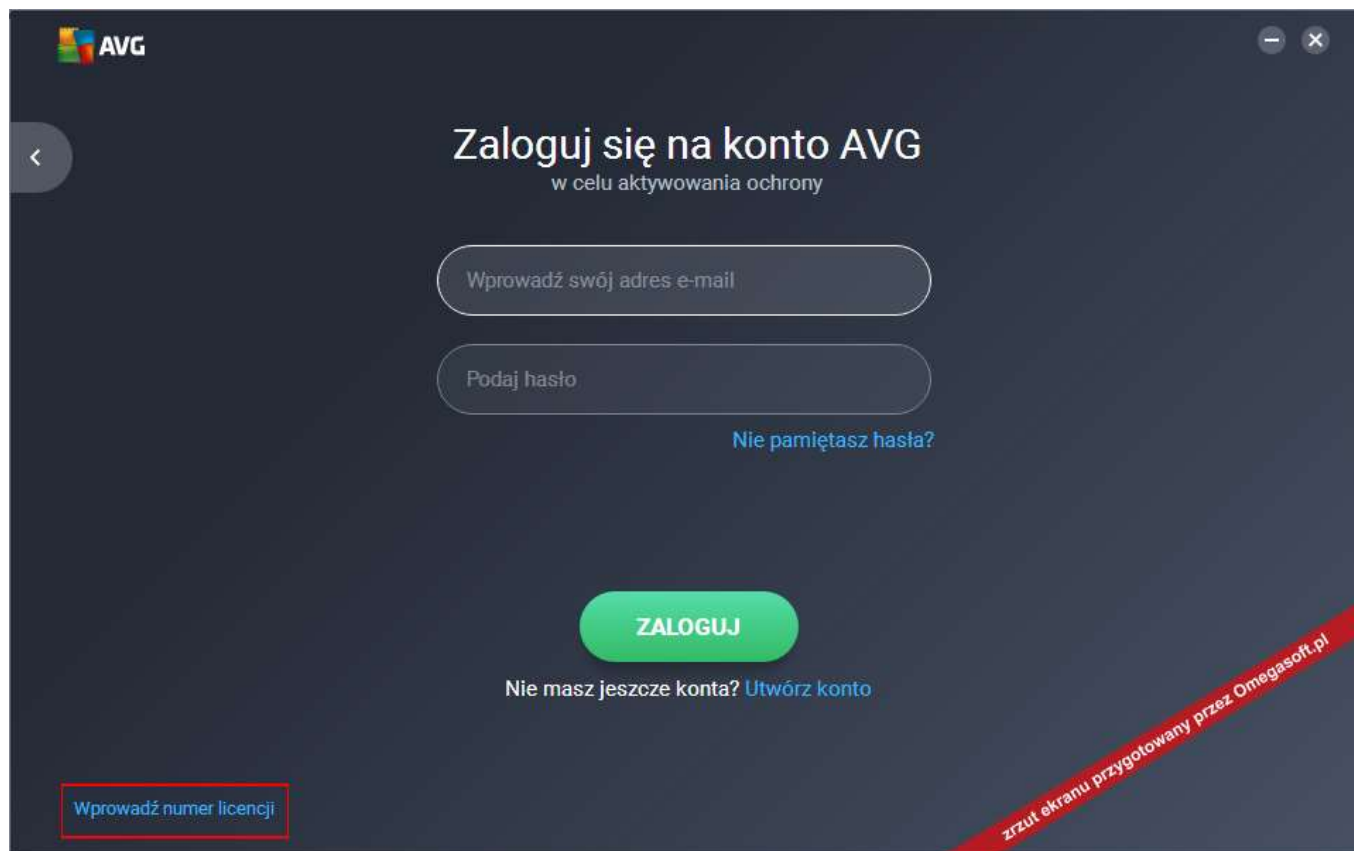 AVG
Zaloguj się na konto AVG
w celu aktywowania ochrony
Wprowadź swój adres e-mail
Podaj hasło
Nie pamiętasz hasła?
ZALOGUJ
Nie masz jeszcze konta? Utwórz konto
Wprowadź numer licencji
zrzut ekranu przygotowany przez Omegasoft.pl